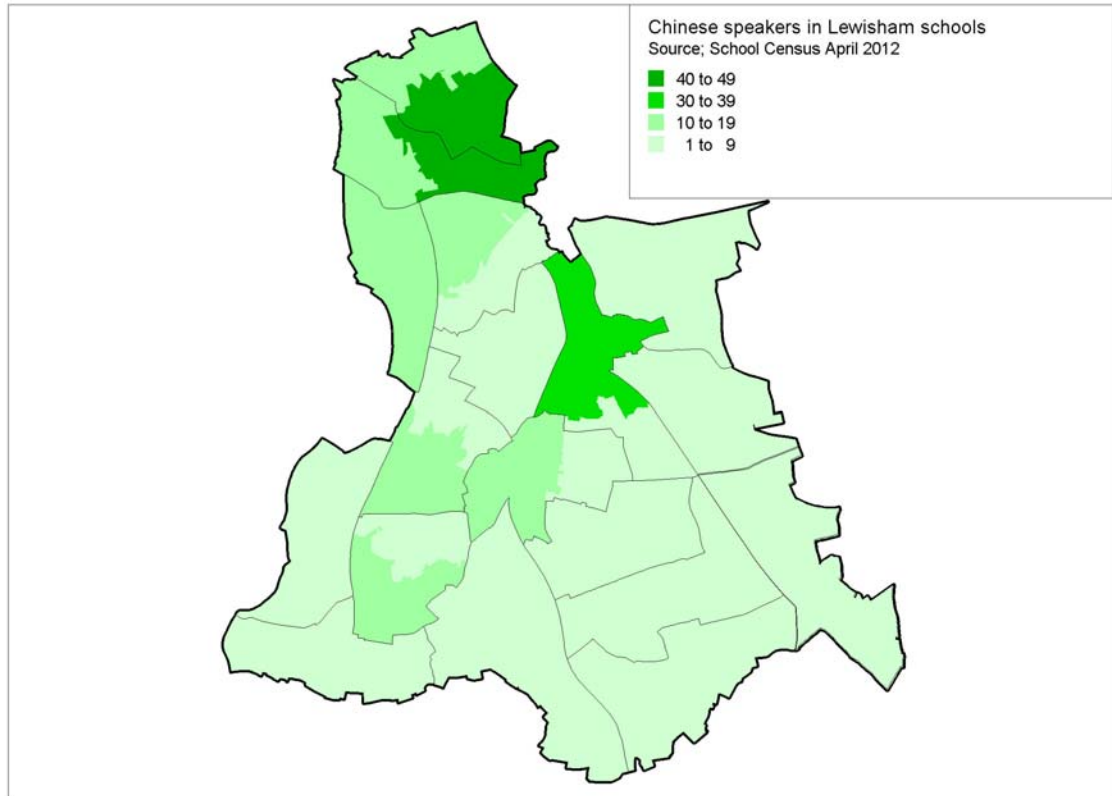 Chinese speakers in Lewisham schools
Source; School Census April 2012
40 to 49
30 to 39
10 to 19
1 to 9